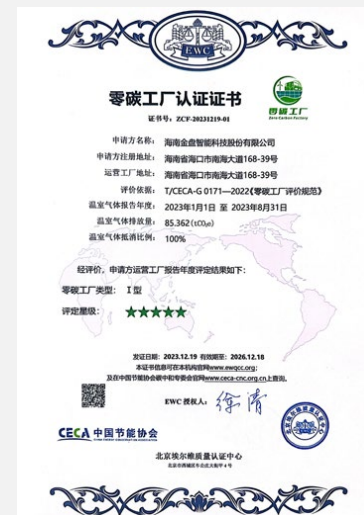 EWC
零碳工厂认证证书
零碳工厂
Zero Carbon Factory
证书号：ZCF-20231219-01
申请方名称： 海南金盘智能科技股份有限公司
申请方注册地址： 海南省海口市南海大道168-39号
运营工厂地址： 海南省海口市南海大道168-39号
评价依据： T/CECA-G 0171—2022《零碳工厂评价规范》
温室气体报告年度： 2023年1月1日 至 2023年8月31日
温室气体排放量： 85.362 (tCO₂e)
温室气体抵消比例： 100%
经评价，申请方运营工厂报告年度评定结果如下：
零碳工厂类型： I 型
评定星级： ★★★★★
发证日期：2023.12.19 有效期至：2026.12.18
本证书信息可在本机构官网www.ewqcc.org；
及在中国节能协会碳中和专委会官网www.ceca-cnc.org.cn上查询。
EWC 授权人：
CECA 中国节能协会
北京埃尔维质量认证中心